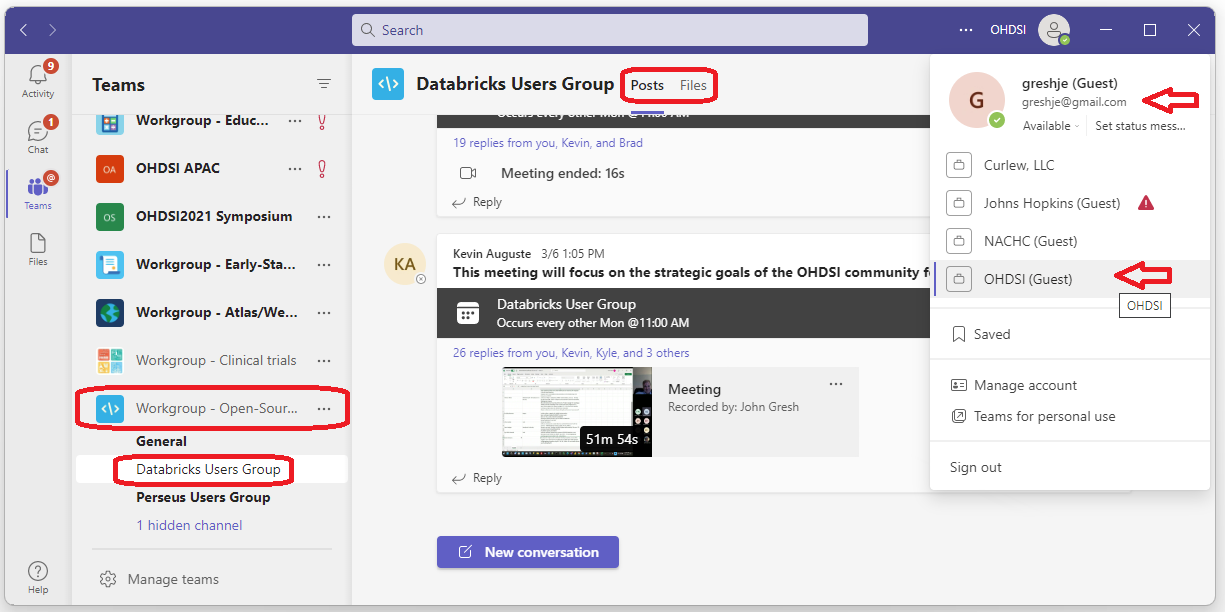 Search
OHDSI
9
Activity
1
Chat
@
Teams
Files
Help
Teams
Workgroup - Educ...
OA
OHDSI APAC
OS
OHDSI2021 Symposium
Workgroup - Early-Sta...
Workgroup - Atlas/We...
Workgroup - Clinical trials
Workgroup - Open-Sour...
General
Databricks Users Group
Perseus Users Group
1 hidden channel
Manage teams
Databricks Users Group
Posts
Files
Occurs every other Mon @11:00 AM
19 replies from you, Kevin, and Brad
Meeting ended: 16s
Reply
KA
Kevin Auguste 3/6 1:05 PM
This meeting will focus on the strategic goals of the OHDSI community
Databricks User Group
Occurs every other Mon @11:00 AM
26 replies from you, Kevin, Kyle, and 3 others
51m 54s
Meeting
Recorded by: John Gresh
Reply
New conversation
G
greshje (Guest)
greshje@gmail.com
Available
Set status mess...
Curlew, LLC
Johns Hopkins (Guest)
NACHC (Guest)
OHDSI (Guest)
OHDSI
Saved
Manage account
Teams for personal use
Sign out